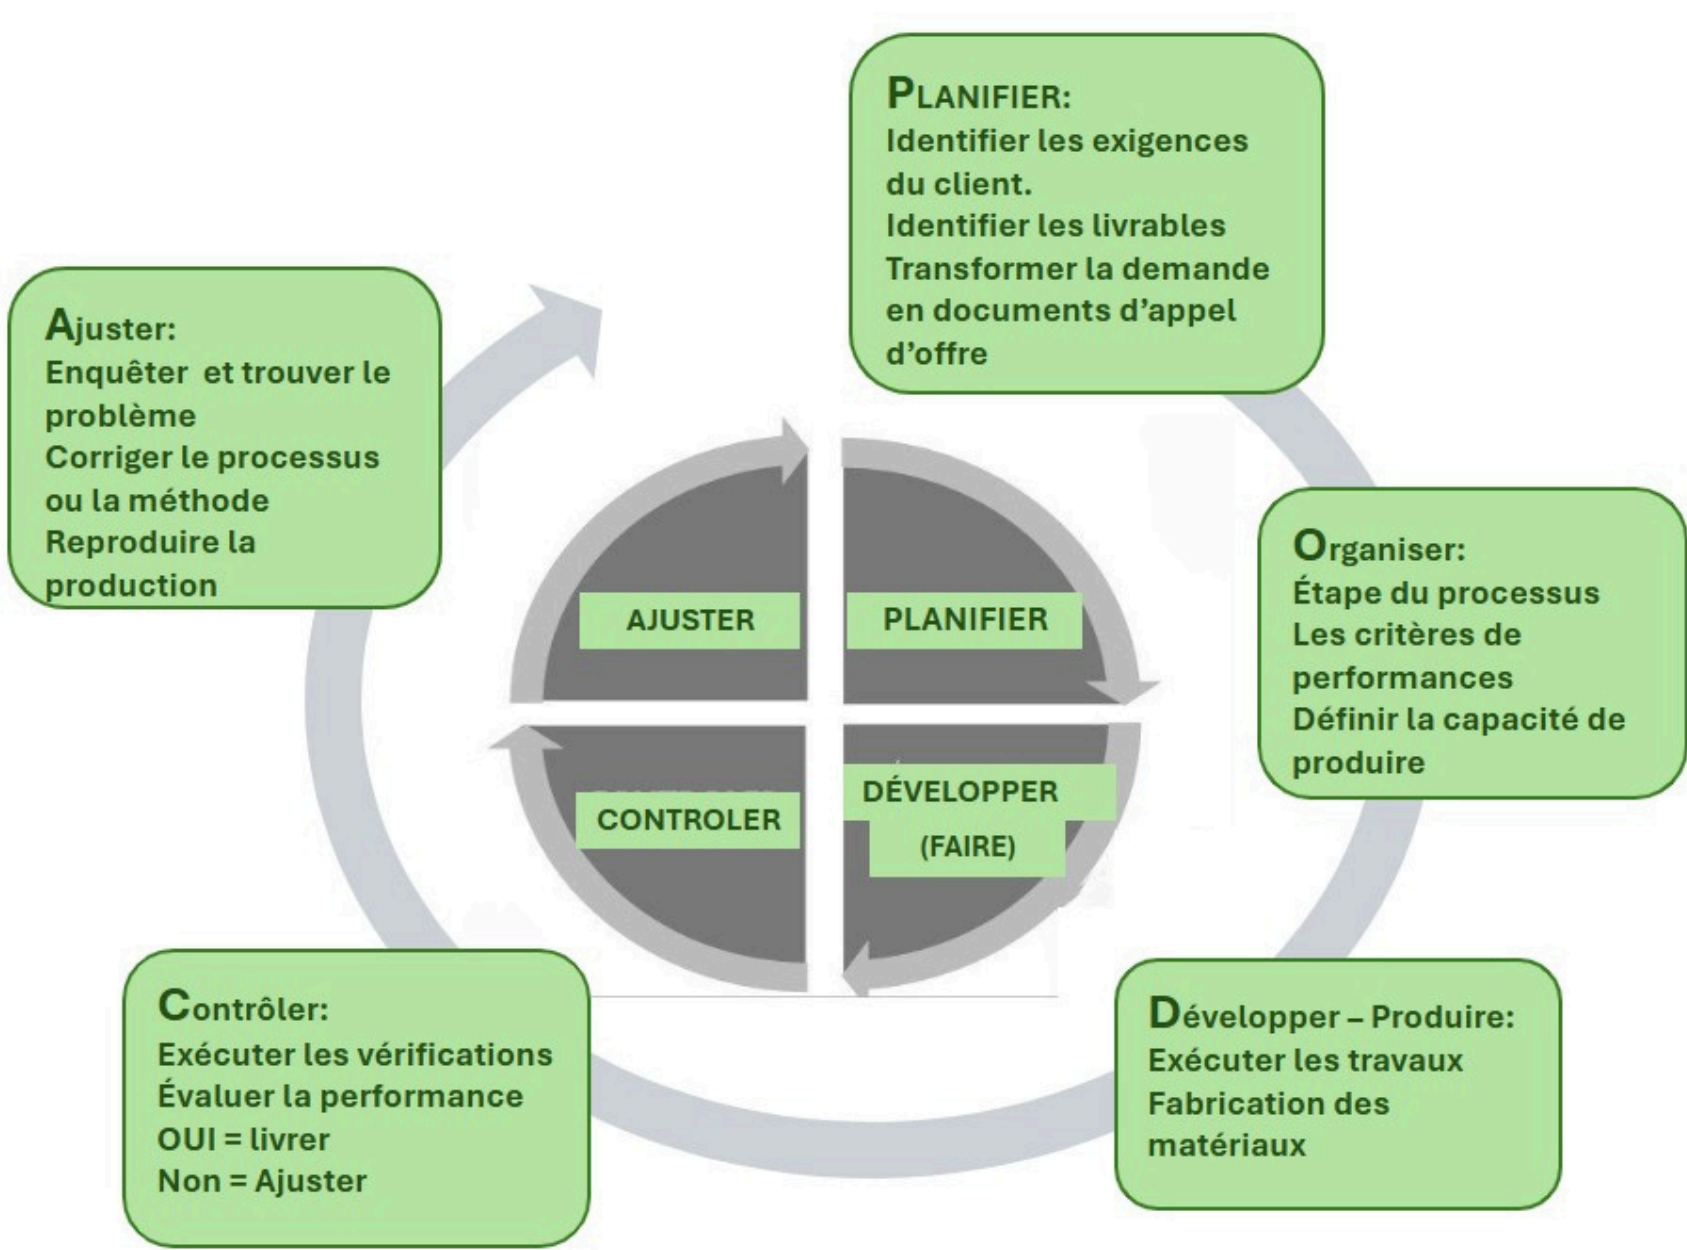 PLANIFIER:
Identifier les exigences
du client.
Identifier les livrables
Transformer la demande
en documents d’appel
d’offre
Organiser:
Étape du processus
Les critères de
performances
Définir la capacité de
produire
Développer – Produire:
Exécuter les travaux
Fabrication des
matériaux
Contrôler:
Exécuter les vérifications
Évaluer la performance
OUI = livrer
Non = Ajuster
Ajuster:
Enquêter et trouver le
problème
Corriger le processus
ou la méthode
Reproduire la
production
AJUSTER
PLANIFIER
CONTROLER
DÉVELOPPER
(FAIRE)